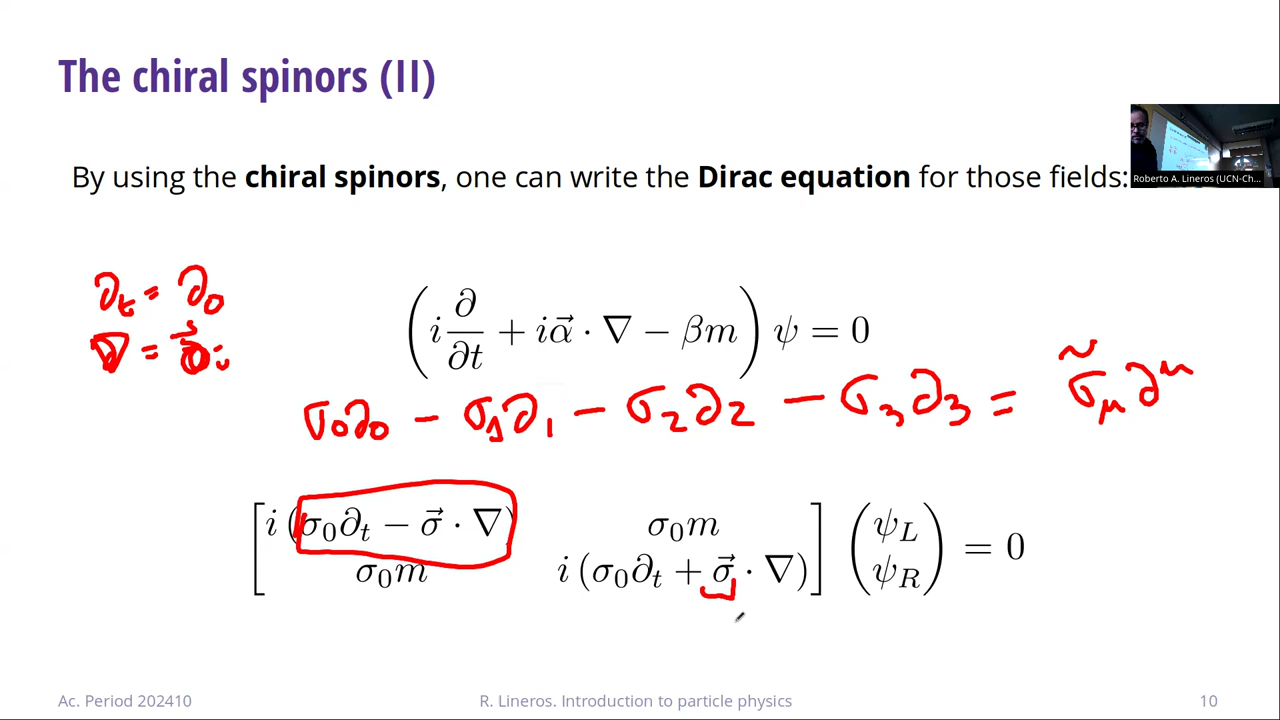 The chiral spinors (II)
By using the chiral spinors, one can write the Dirac equation for those fields:
Roberto A. Lineros (UCN-Ch...
∂t = ∂0
∇ =
(i ∂/∂t + iα⃗ · ∇ − βm) ψ = 0
σ0∂0 − σ1∂1 − σ2∂2 − σ3∂3 = σ̃μ∂^μ
[i (σ0∂t − σ⃗ · ∇) σ0m] (ψL)
[σ0m i (σ0∂t + σ⃗ · ∇)] (ψR) = 0
Ac. Period 202410
R. Lineros. Introduction to particle physics
10